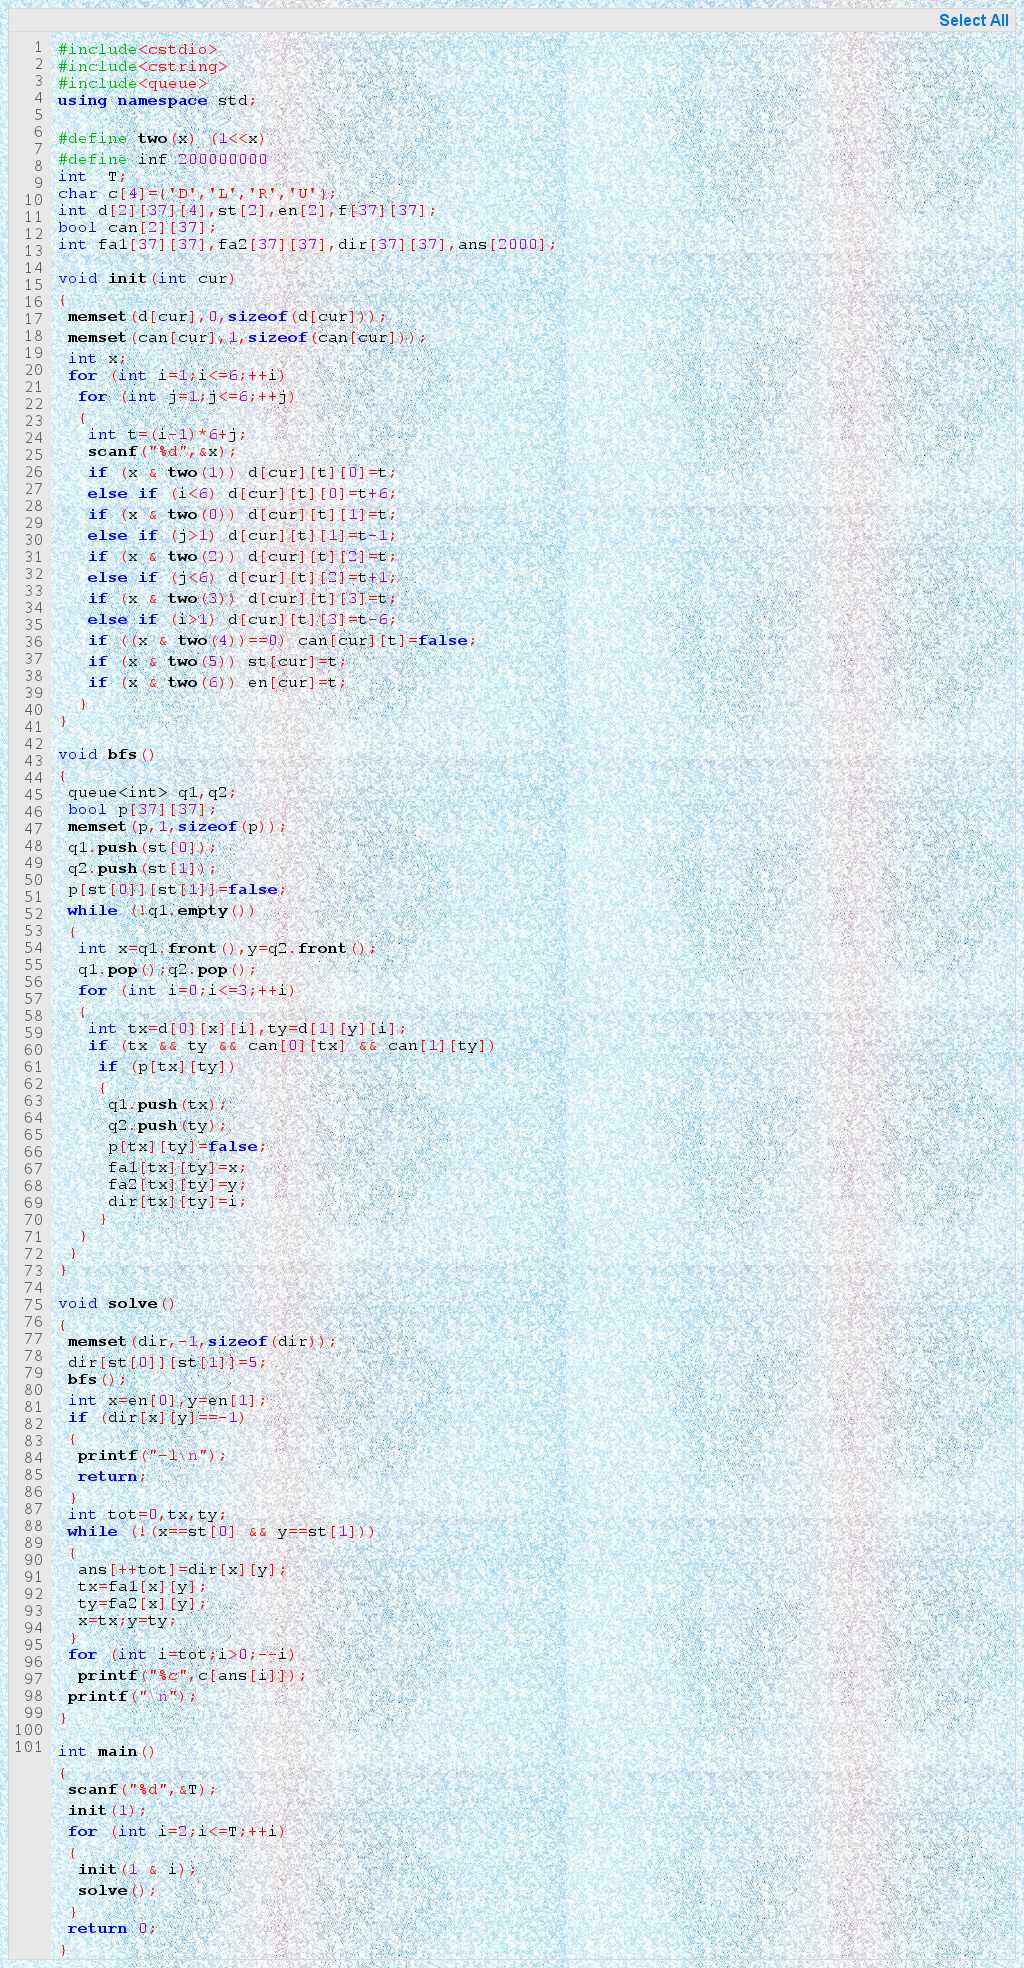 Select All
1 #include<cstdio>
2 #include<cstring>
3 #include<queue>
4 using namespace std;
5
6 #define two(x) (1<<x)
7 #define inf 200000000
8 int  T;
9 char c[4]={'D','L','R','U'};
10 int d[2][37][4],st[2],en[2],f[37][37];
11 bool can[2][37];
12 int fa1[37][37],fa2[37][37],dir[37][37],ans[2000];
13
14 void init(int cur)
15 {
16  memset(d[cur],0,sizeof(d[cur]));
17  memset(can[cur],1,sizeof(can[cur]));
18  int x;
19  for (int i=1;i<=6;++i)
20   for (int j=1;j<=6;++j)
21   {
22    int t=(i-1)*6+j;
23    scanf("%d",&x);
24    if (x & two(1)) d[cur][t][0]=t;
25    else if (i<6) d[cur][t][0]=t+6;
26    if (x & two(0)) d[cur][t][1]=t;
27    else if (j>1) d[cur][t][1]=t-1;
28    if (x & two(2)) d[cur][t][2]=t;
29    else if (j<6) d[cur][t][2]=t+1;
30    if (x & two(3)) d[cur][t][3]=t;
31    else if (i>1) d[cur][t][3]=t-6;
32    if ((x & two(4))==0) can[cur][t]=false;
33    if (x & two(5)) st[cur]=t;
34    if (x & two(6)) en[cur]=t;
35   }
36 }
37
38 void bfs()
39 {
40  queue<int> q1,q2;
41  bool p[37][37];
42  memset(p,1,sizeof(p));
43  q1.push(st[0]);
44  q2.push(st[1]);
45  p[st[0]][st[1]]=false;
46  while (!q1.empty())
47  {
48   int x=q1.front(),y=q2.front();
49   q1.pop();q2.pop();
50   for (int i=0;i<=3;++i)
51   {
52    int tx=d[0][x][i],ty=d[1][y][i];
53    if (tx && ty && can[0][tx] && can[1][ty])
54     if (p[tx][ty])
55     {
56      q1.push(tx);
57      q2.push(ty);
58      p[tx][ty]=false;
59      fa1[tx][ty]=x;
60      fa2[tx][ty]=y;
61      dir[tx][ty]=i;
62     }
63   }
64  }
65 }
66
67 void solve()
68 {
69  memset(dir,-1,sizeof(dir));
70  dir[st[0]][st[1]]=5;
71  bfs();
72  int x=en[0],y=en[1];
73  if (dir[x][y]==-1)
74  {
75   printf("-1\n");
76   return;
77  }
78  int tot=0,tx,ty;
79  while (!(x==st[0] && y==st[1]))
80  {
81   ans[++tot]=dir[x][y];
82   tx=fa1[x][y];
83   ty=fa2[x][y];
84   x=tx;y=ty;
85  }
86  for (int i=tot;i>0;--i)
87   printf("%c",c[ans[i]]);
88  printf("\n");
89 }
90
91 int main()
92 {
93  scanf("%d",&T);
94  init(1);
95  for (int i=2;i<=T;++i)
96  {
97   init(1 & i);
98   solve();
99  }
100  return 0;
101 }